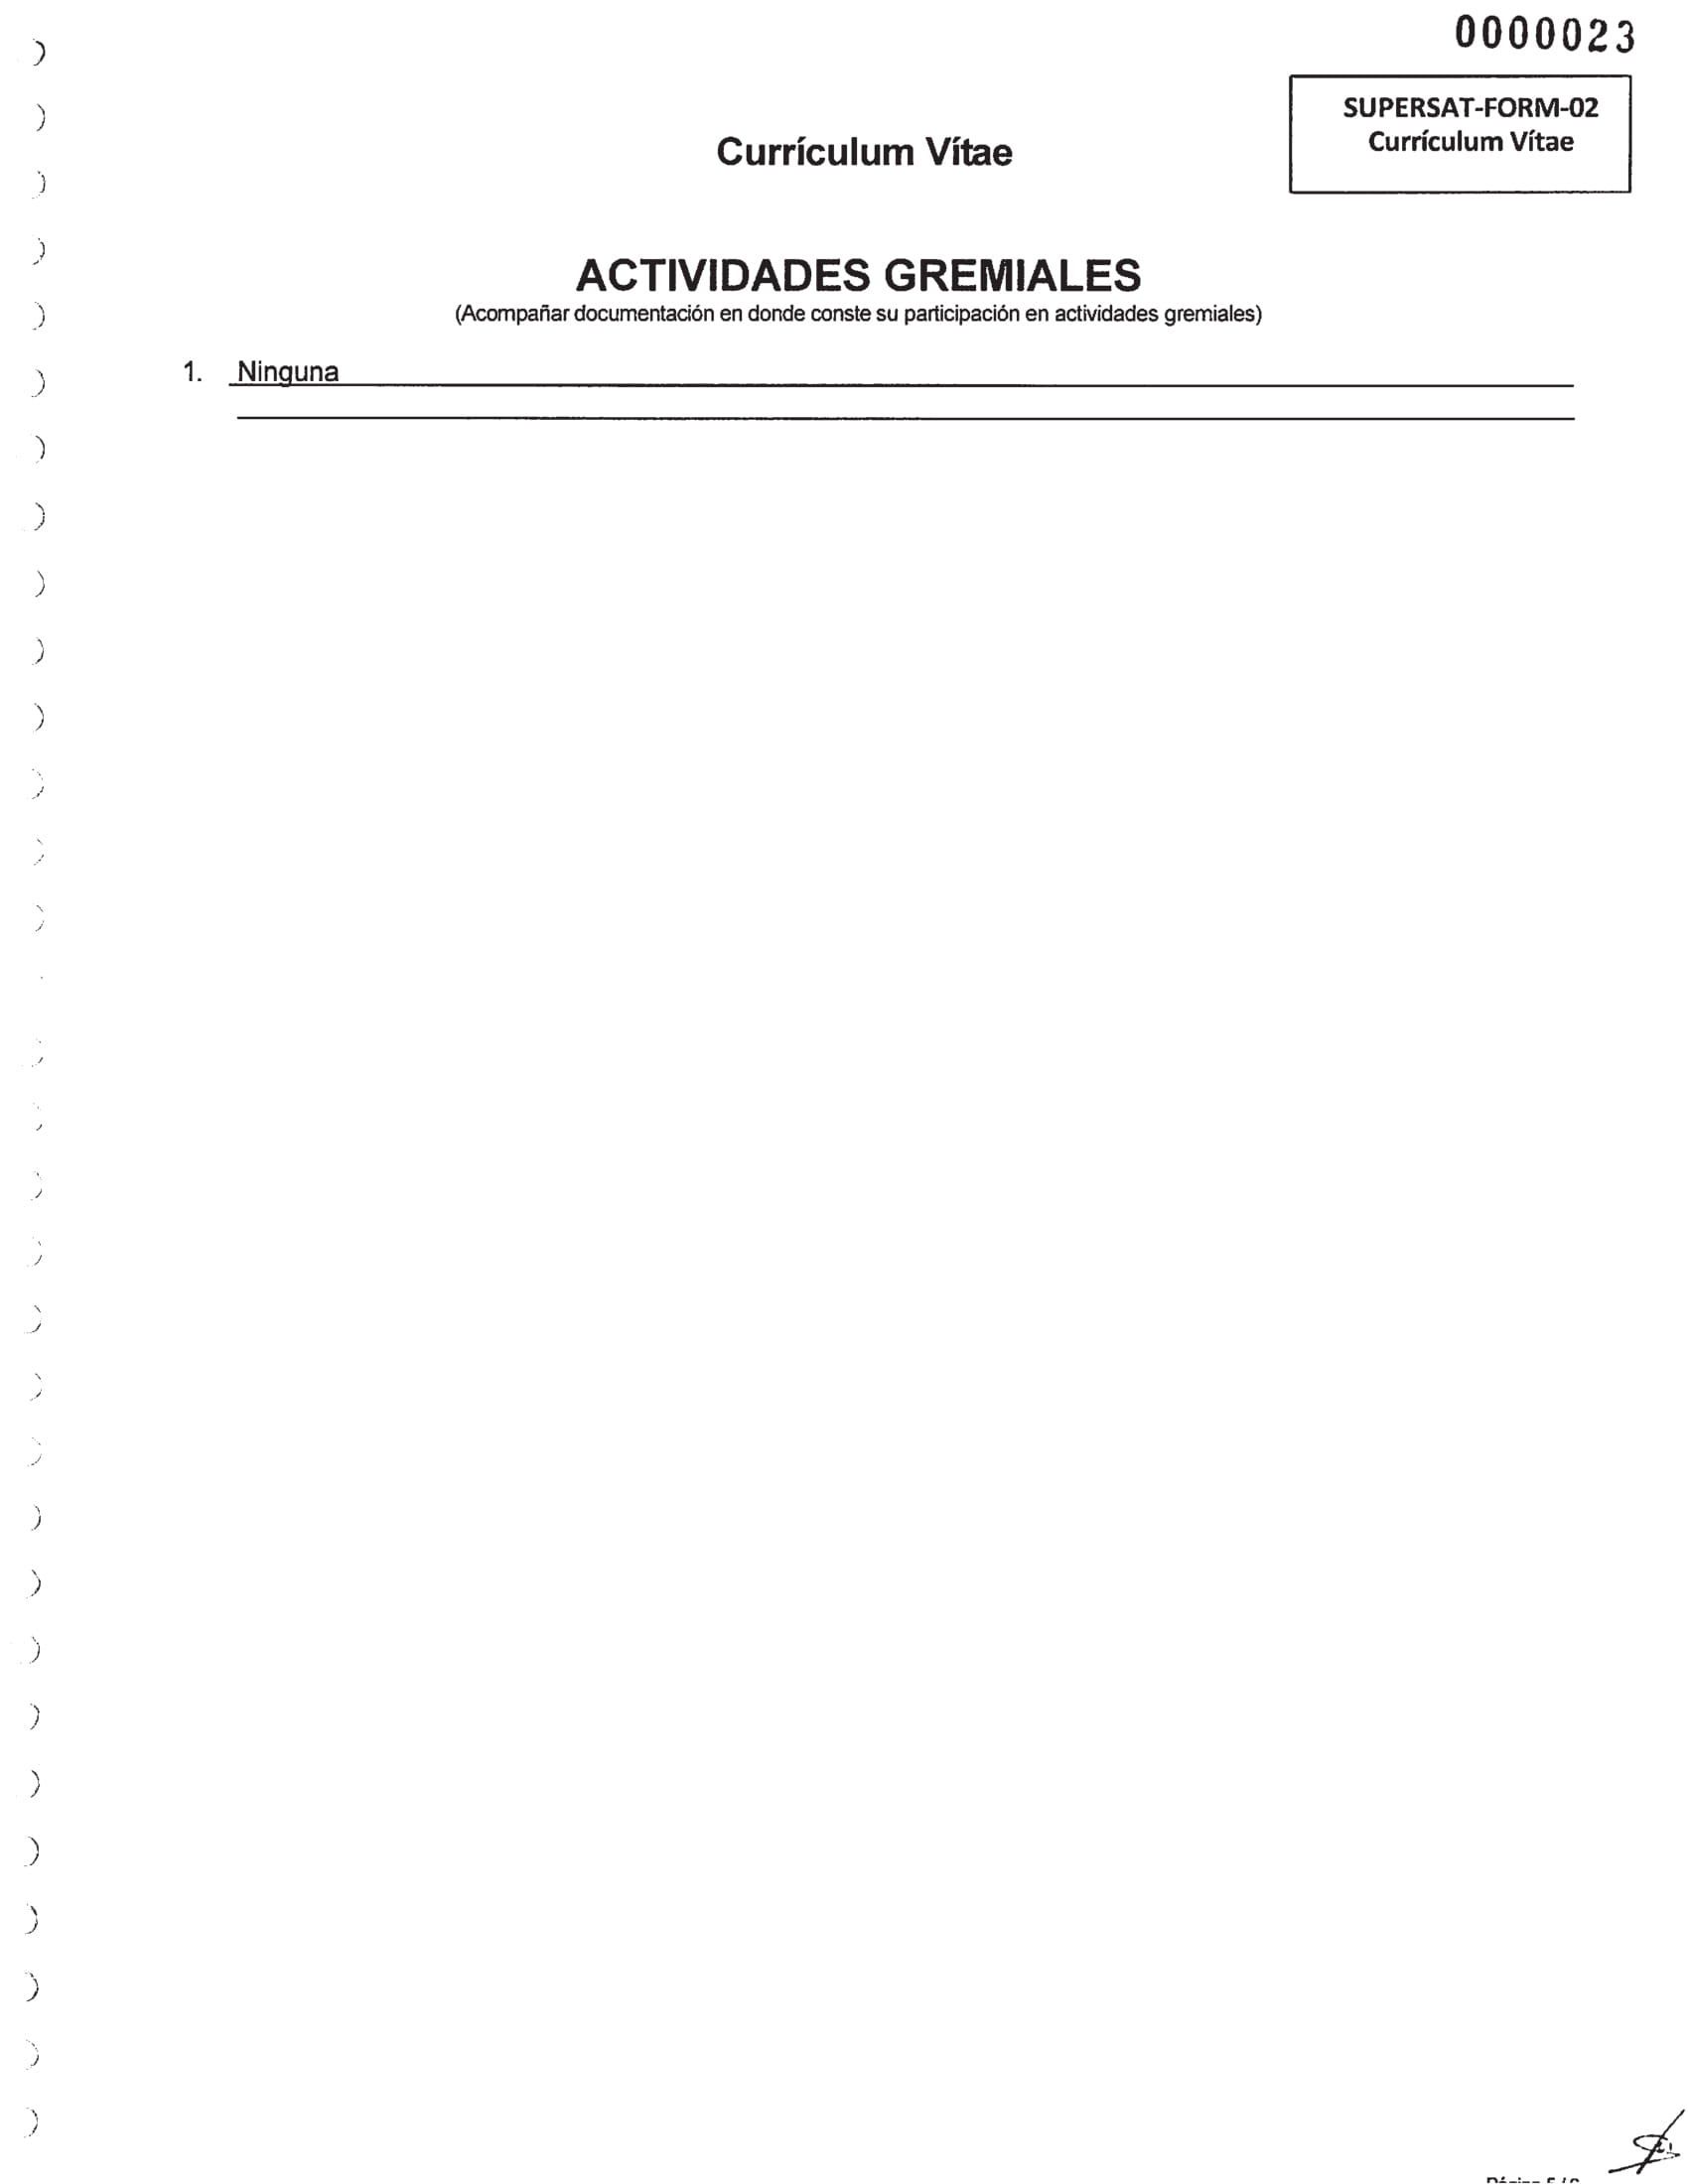 0000023
SUPERSAT-FORM-02
Currículum Vítae
Currículum Vítae
ACTIVIDADES GREMIALES
(Acompañar documentación en donde conste su participación en actividades gremiales)
1. Ninguna